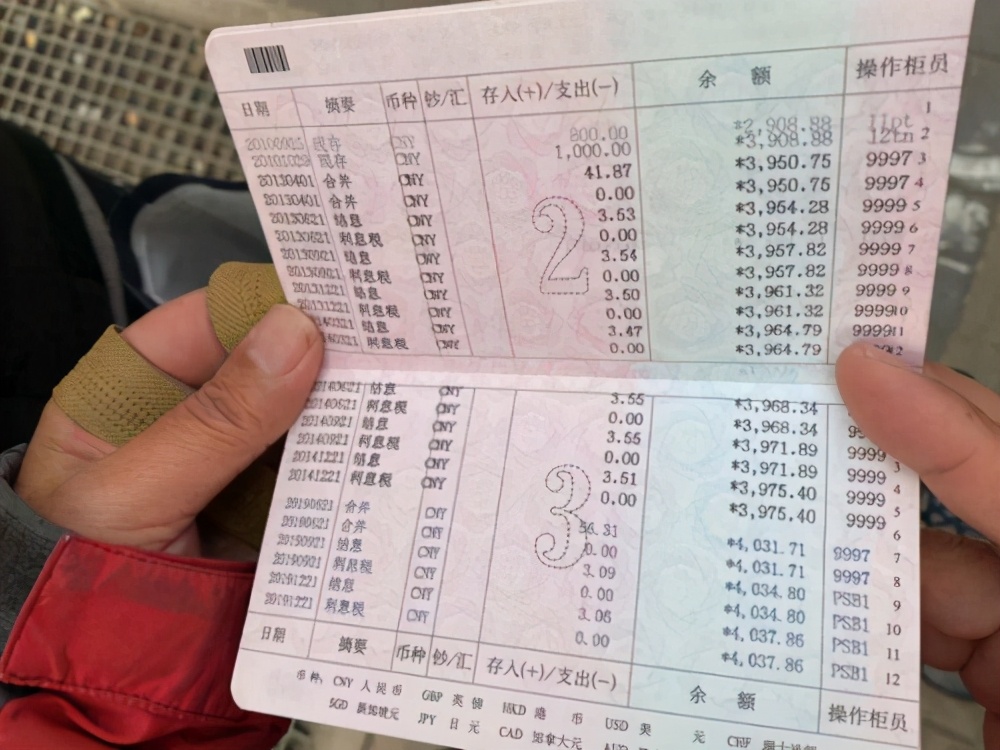 日期 摘要 币种 钞/汇 存入(+)/支出(-) 余 额 操作柜员
1
20100925 现存 CNY 800.00 *2,908.88 11pt
20101029 现存 CNY 1,000.00 *3,908.88 12tn 2
20130401 合并 CNY 41.87 *3,950.75 9997 3
20130401 合并 CNY 0.00 *3,950.75 9997 4
20130621 结息 CNY 3.53 *3,954.28 9999 5
20130621 利息税 CNY 0.00 *3,954.28 9999 6
20130921 结息 CNY 3.54 *3,957.82 9999 7
20130921 利息税 CNY 0.00 *3,957.82 9999 8
20131221 结息 CNY 3.50 *3,961.32 9999 9
20131221 利息税 CNY 0.00 *3,961.32 9999 10
40321 结息 CNY 3.47 *3,964.79 9999 11
40321 利息税 CNY 0.00 *3,964.79 12
2
20140621 结息 CNY 3.55 *3,968.34
20140621 利息税 CNY 0.00 *3,968.34 99
20140921 结息 CNY 3.55 *3,971.89 9999 3
20140921 利息税 CNY 0.00 *3,971.89 9999 4
20141221 结息 CNY 3.51 *3,975.40 9999 5
20141221 利息税 CNY 0.00 *3,975.40 9999 6
20190621 合并 CNY 56.31 *4,031.71 9997 7
20190621 合并 CNY 0.00 *4,031.71 9997 8
20190921 结息 CNY 3.09 *4,034.80 PSB1 9
20190921 利息税 CNY 0.00 *4,034.80 PSB1 10
20191221 结息 CNY 3.06 *4,037.86 PSB1 11
20191221 利息税 CNY 0.00 *4,037.86 PSB1 12
3
日期 摘要 币种 钞/汇 存入(+)/支出(-) 余 额 操作柜员
币种: CNY 人民币 GBP 英镑 HKD 港 币 USD 美 元 CHF 瑞士法郎
SGD 新加坡元 JPY 日元 CAD 加拿大元